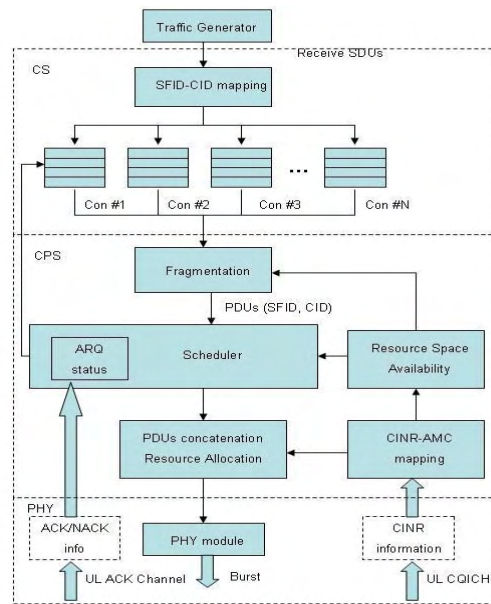 Traffic Generator
Receive SDUs
CS
SFID-CID mapping
...
Con #1
Con #2
Con #3
Con #N
CPS
Fragmentation
PDUs (SFID, CID)
ARQ
status
Scheduler
Resource Space
Availability
PDUs concatenation
Resource Allocation
CINR-AMC
mapping
PHY
ACK/NACK
info
PHY module
CINR
information
UL ACK Channel
Burst
UL CQICH